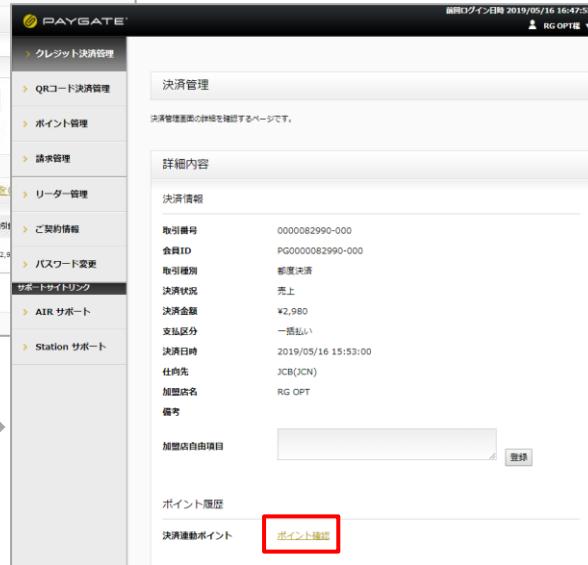 前回ログイン日時 2019/05/16 16:47:5
PAYGATE
RG OPT様
クレジット決済管理
QRコード決済管理
ポイント管理
請求管理
リーダー管理
ご契約情報
パスワード変更
サポートサイトリンク
AIR サポート
Station サポート
決済管理
決済管理画面の詳細を確認するページです。
詳細内容
決済情報
取引番号 0000082990-000
会員ID PG0000082990-000
取引種別 都度決済
決済状況 売上
決済金額 ¥2,980
支払区分 一括払い
決済日時 2019/05/16 15:53:00
仕向先 JCB(JCN)
加盟店名 RG OPT
備考
加盟店自由項目
登録
ポイント履歴
決済連動ポイント ポイント確認